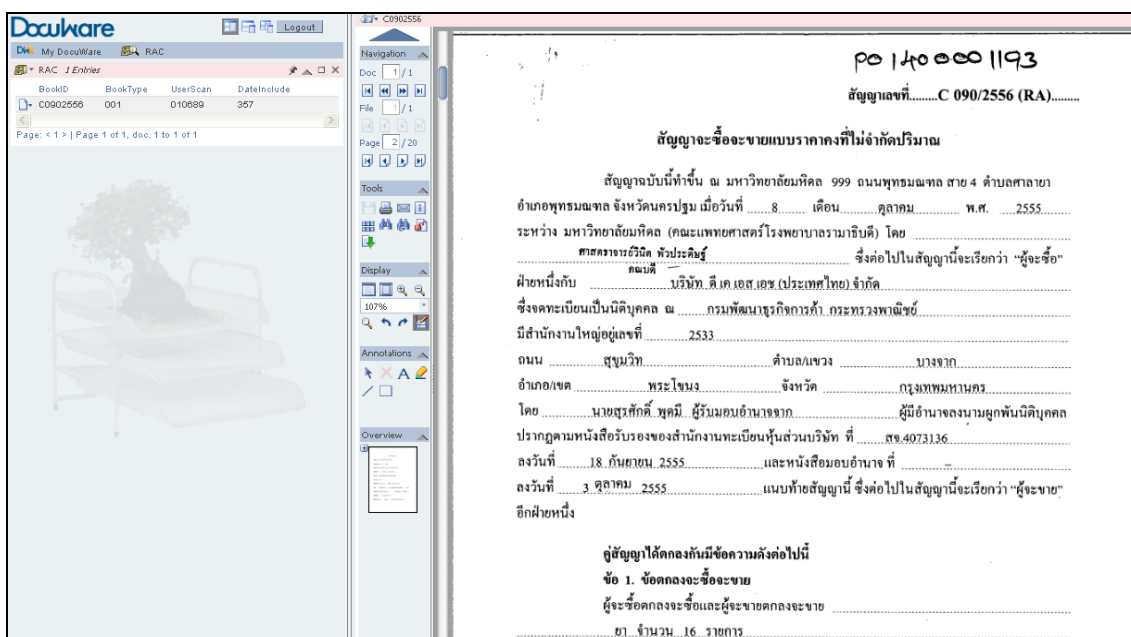 DocuWare
Logout
My DocuWare RAC
RAC 1 Entries
BookID BookType UserScan DateInclude
C0902556 001 010689 357
Page: < 1 > | Page 1 of 1, doc. 1 to 1 of 1
C0902556
Navigation
Doc 1 / 1
File 1 / 1
Page 2 / 20
Tools
Display
107%
Annotations
Overview
PO 140000 1193
สัญญาเลขที่.........C 090/2556 (RA).........
สัญญาจะซื้อจะขายแบบราคาคงที่ไม่จำกัดปริมาณ
สัญญาฉบับนี้ทำขึ้น ณ มหาวิทยาลัยมหิดล 999 ถนนพุทธมณฑล สาย 4 ตำบลศาลายา
อำเภอพุทธมณฑล จังหวัดนครปฐม เมื่อวันที่ 8 เดือน ตุลาคม พ.ศ. 2555
ระหว่าง มหาวิทยาลัยมหิดล (คณะแพทยศาสตร์โรงพยาบาลรามาธิบดี) โดย
ศาสตราจารย์วินิต พัวประดิษฐ์ ซึ่งต่อไปในสัญญานี้จะเรียกว่า “ผู้จะซื้อ”
คณบดี
ฝ่ายหนึ่งกับ บริษัท ดี เค เอส เอช (ประเทศไทย) จำกัด
ซึ่งจดทะเบียนเป็นนิติบุคคล ณ กรมพัฒนาธุรกิจการค้า กระทรวงพาณิชย์
มีสำนักงานใหญ่อยู่เลขที่ 2533
ถนน สุขุมวิท ตำบล/แขวง บางจาก
อำเภอ/เขต พระโขนง จังหวัด กรุงเทพมหานคร
โดย นายสุรศักดิ์ พุดมี ผู้รับมอบอำนาจจาก ผู้มีอำนาจลงนามผูกพันนิติบุคคล
ปรากฏตามหนังสือรับรองของสำนักงานทะเบียนหุ้นส่วนบริษัท ที่ สจ.4073136
ลงวันที่ 18 กันยายน 2555 และหนังสือมอบอำนาจ ที่ –
ลงวันที่ 3 ตุลาคม 2555 แนบท้ายสัญญานี้ ซึ่งต่อไปในสัญญานี้จะเรียกว่า “ผู้จะขาย”
อีกฝ่ายหนึ่ง
คู่สัญญาได้ตกลงกันมีข้อความดังต่อไปนี้
ข้อ 1. ข้อตกลงจะซื้อจะขาย
ผู้จะซื้อตกลงจะซื้อและผู้จะขายตกลงจะขาย
ยา จำนวน 16 รายการ